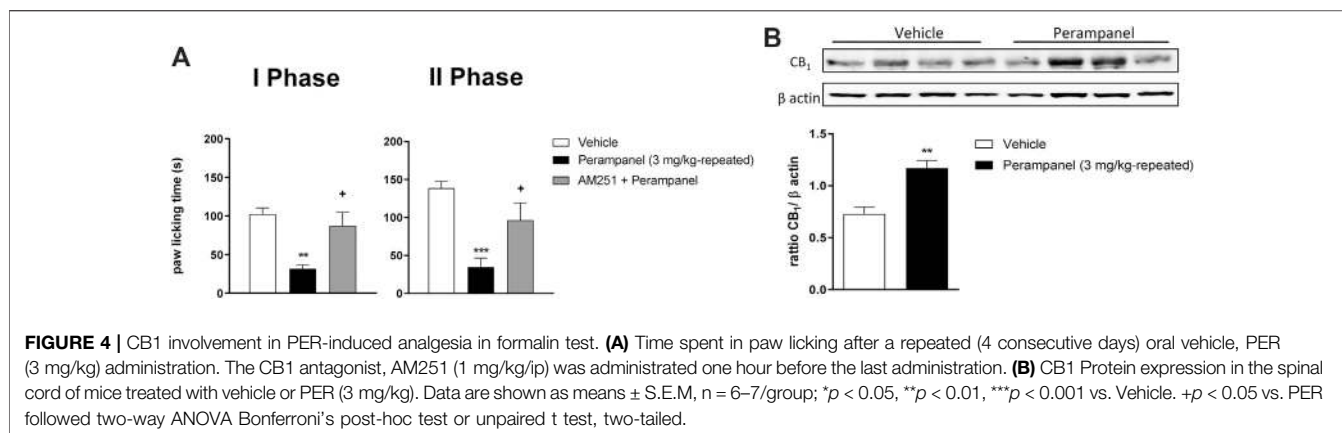 A
I Phase
II Phase
paw licking time (s)
200
150
100
50
0
**
+
200
150
100
50
0
***
+
Vehicle
Perampanel (3 mg/kg-repeated)
AM251 + Perampanel
B
Vehicle
Perampanel
CB₁
β actin
rattio CB₁/ β actin
1.5
1.0
0.5
0.0
**
Vehicle
Perampanel (3 mg/kg-repeated)
FIGURE 4 | CB1 involvement in PER-induced analgesia in formalin test. (A) Time spent in paw licking after a repeated (4 consecutive days) oral vehicle, PER
(3 mg/kg) administration. The CB1 antagonist, AM251 (1 mg/kg/ip) was administrated one hour before the last administration. (B) CB1 Protein expression in the spinal
cord of mice treated with vehicle or PER (3 mg/kg). Data are shown as means ± S.E.M, n = 6–7/group; *p < 0.05, **p < 0.01, ***p < 0.001 vs. Vehicle. +p < 0.05 vs. PER
followed two-way ANOVA Bonferroni's post-hoc test or unpaired t test, two-tailed.